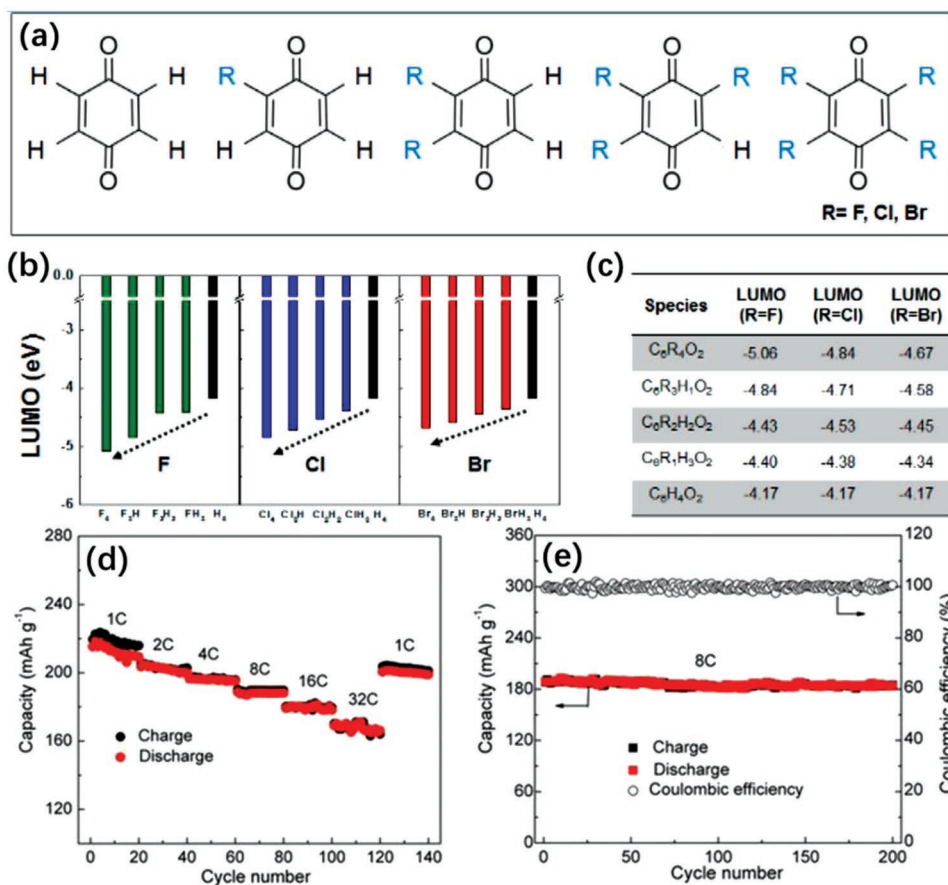 (a)
O O O O O
H H R H R H R R R R
H H H H R H R H R R
O O O O O
R= F, Cl, Br
(b)
LUMO (eV)
0.0
-3
-4
-5
-6
F
Cl
Br
F₄ F₃H F₂H₂ FH₃ H₄
Cl₄ Cl₃H Cl₂H₂ ClH₃ H₄
Br₄ Br₃H Br₂H₂ BrH₃ H₄
(c)
Species LUMO (R=F) LUMO (R=Cl) LUMO (R=Br)
C₆R₄O₂ -5.06 -4.84 -4.67
C₆R₃H₁O₂ -4.84 -4.71 -4.58
C₆R₂H₂O₂ -4.43 -4.53 -4.45
C₆R₁H₃O₂ -4.40 -4.38 -4.34
C₆H₄O₂ -4.17 -4.17 -4.17
(d)
Capacity (mAh g⁻¹)
280
240
200
160
120
1C 2C 4C 8C 16C 32C 1C
Charge
Discharge
0 20 40 60 80 100 120 140
Cycle number
(e)
Capacity (mAh g⁻¹)
360
300
240
180
120
60
0
8C
Charge
Discharge
Coulombic efficiency
0 50 100 150 200
Cycle number
120
100
80
60
40
20
0
Coulombic efficiency (%)